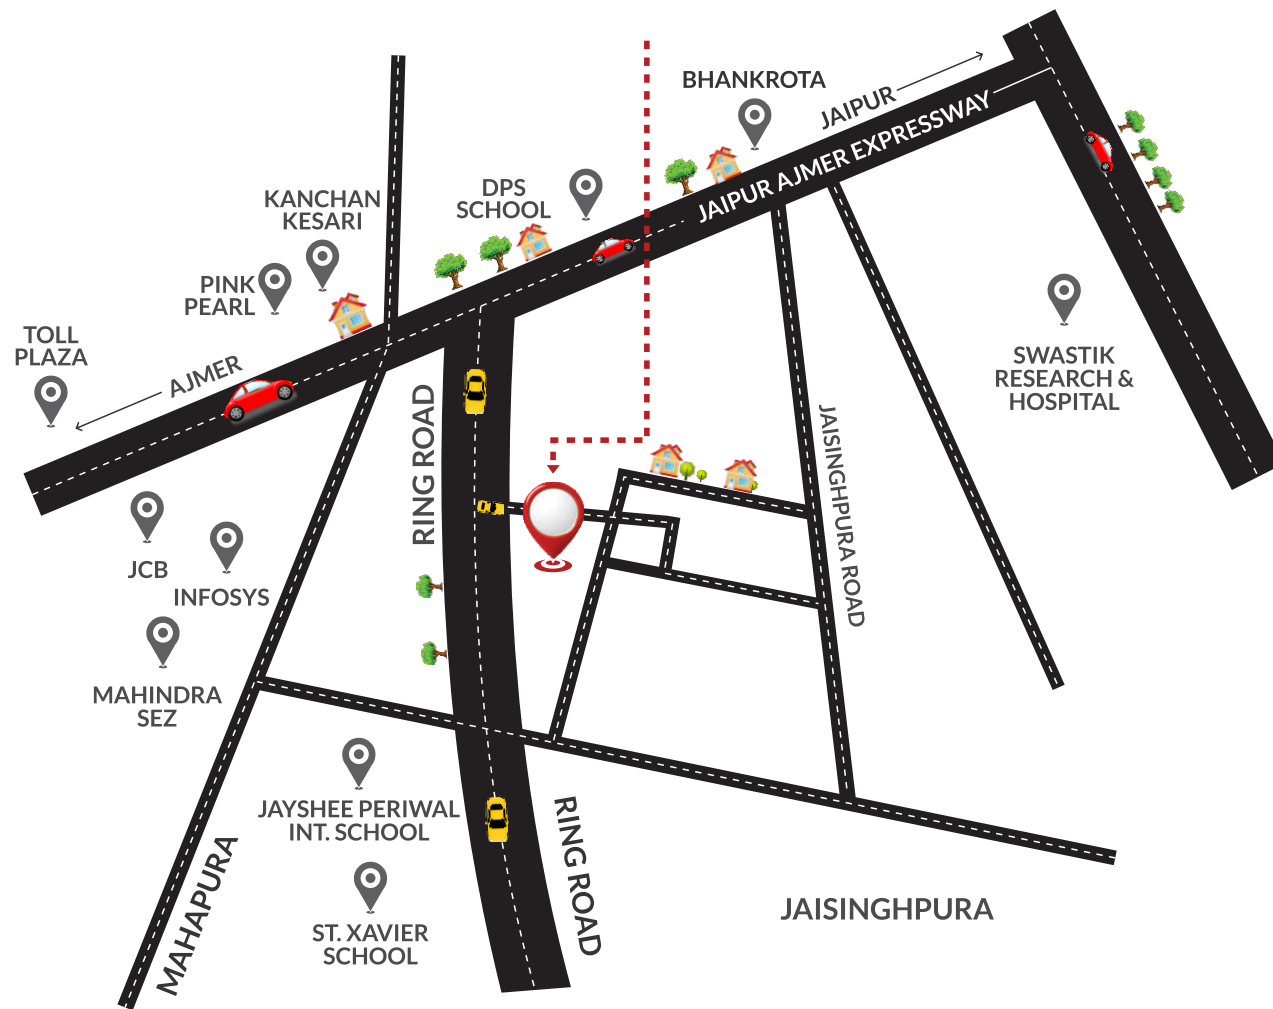 BHANKROTA
JAIPUR
JAIPUR AJMER EXPRESSWAY
DPS
SCHOOL
KANCHAN
KESARI
PINK
PEARL
TOLL
PLAZA
AJMER
SWASTIK
RESEARCH &
HOSPITAL
RING ROAD
JAISINGHPURA ROAD
JCB
INFOSYS
MAHINDRA
SEZ
JAYSHEE PERIWAL
INT. SCHOOL
RING ROAD
MAHAPURA
ST. XAVIER
SCHOOL
JAISINGHPURA